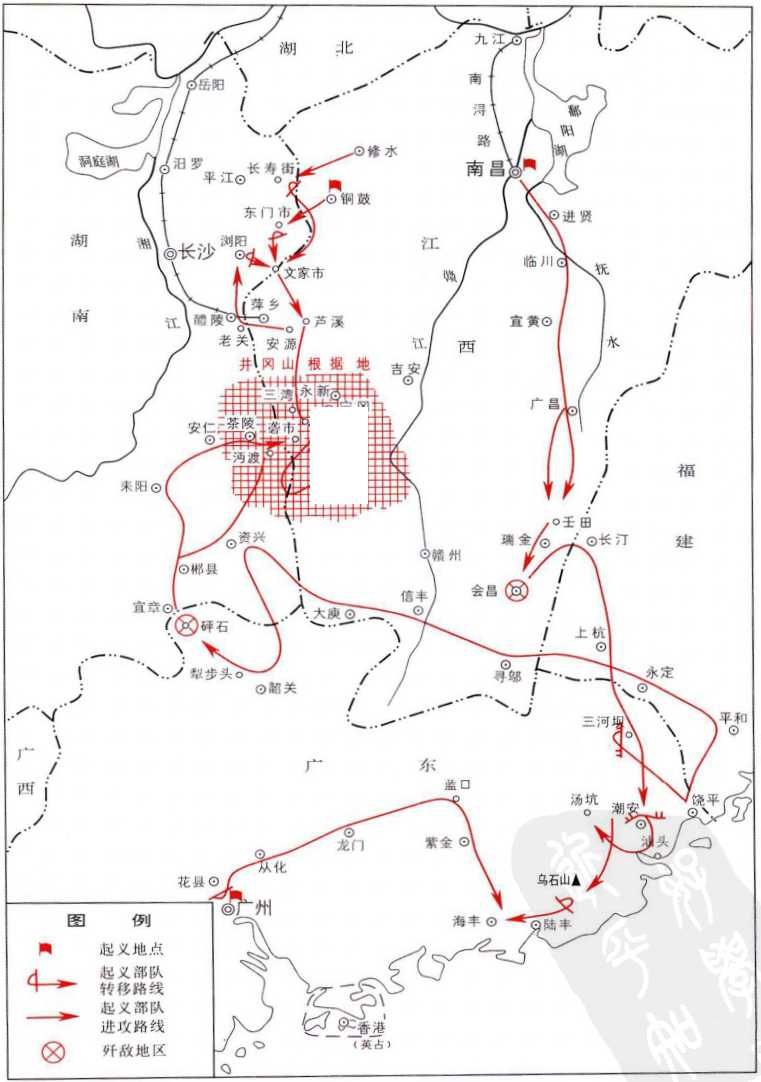 湖 北
九江
南浔路
鄱阳湖
岳阳
洞庭湖
汨罗
平江
长寿街
修水
南昌
铜鼓
东门市
进贤
湖南
湘江
长沙
浏阳
文家市
江西
赣江
临川
抚水
萍乡
醴陵
老关
安源
芦溪
宜黄
井冈山根据地
吉安
三湾
永新
广昌
安仁
茶陵
砻市
沔渡
耒阳
福建
壬田
瑞金
长汀
资兴
赣州
郴县
会昌
宜章
砰石
大庾
信丰
上杭
犁步头
韶关
寻邬
永定
三河坝
平和
广西
广 东
蓝口
汤坑
潮安
饶平
汕头
龙门
紫金
从化
花县
乌石山
广州
海丰
陆丰
香港
(英占)
图 例
起义地点
起义部队
转移路线
起义部队
进攻路线
歼敌地区